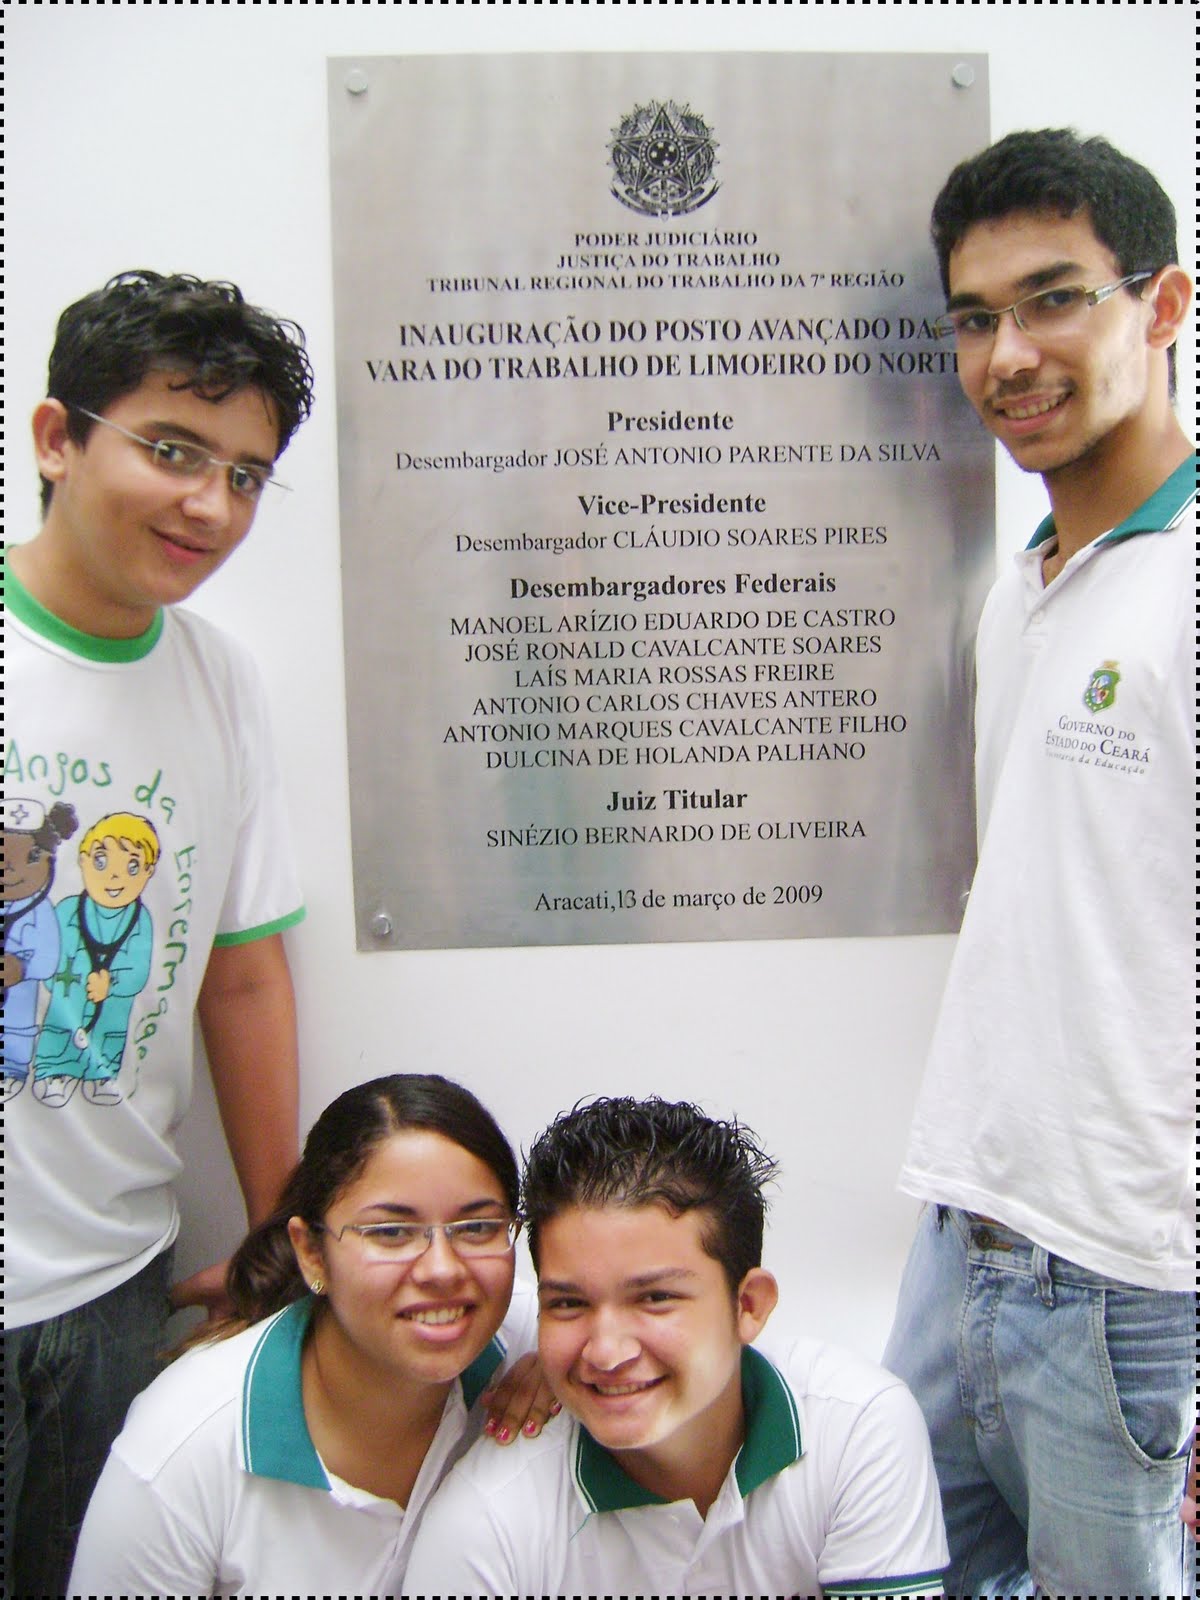 PODER JUDICIÁRIO
JUSTIÇA DO TRABALHO
TRIBUNAL REGIONAL DO TRABALHO DA 7ª REGIÃO
INAUGURAÇÃO DO POSTO AVANÇADO DA
VARA DO TRABALHO DE LIMOEIRO DO NORT
Presidente
Desembargador JOSÉ ANTONIO PARENTE DA SILVA
Vice-Presidente
Desembargador CLÁUDIO SOARES PIRES
Desembargadores Federais
MANOEL ARÍZIO EDUARDO DE CASTRO
JOSÉ RONALD CAVALCANTE SOARES
LAÍS MARIA ROSSAS FREIRE
ANTONIO CARLOS CHAVES ANTERO
ANTONIO MARQUES CAVALCANTE FILHO
DULCINA DE HOLANDA PALHANO
Juiz Titular
SINÉZIO BERNARDO DE OLIVEIRA
Aracati,13 de março de 2009
Anjos da
GOVERNO DO
ESTADO DO CEARÁ
Secretaria da Educação